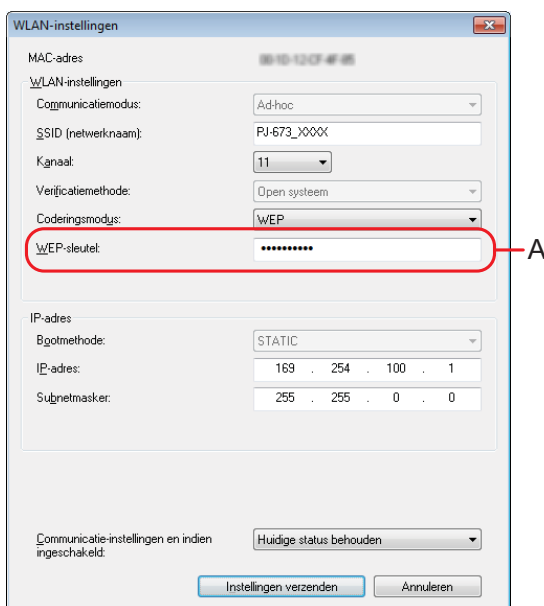 WLAN-instellingen
MAC-adres
WLAN-instellingen
Communicatiemodus: Ad-hoc
SSID (netwerknaam): PJ-673_XXXX
Kanaal: 11
Verificatiemethode: Open systeem
Coderingsmodus: WEP
WEP-sleutel: ••••••••••
A
IP-adres
Bootmethode: STATIC
IP-adres: 169 . 254 . 100 . 1
Subnetmasker: 255 . 255 . 0 . 0
Communicatie-instellingen en indien
ingeschakeld:
Huidige status behouden
Instellingen verzenden Annuleren